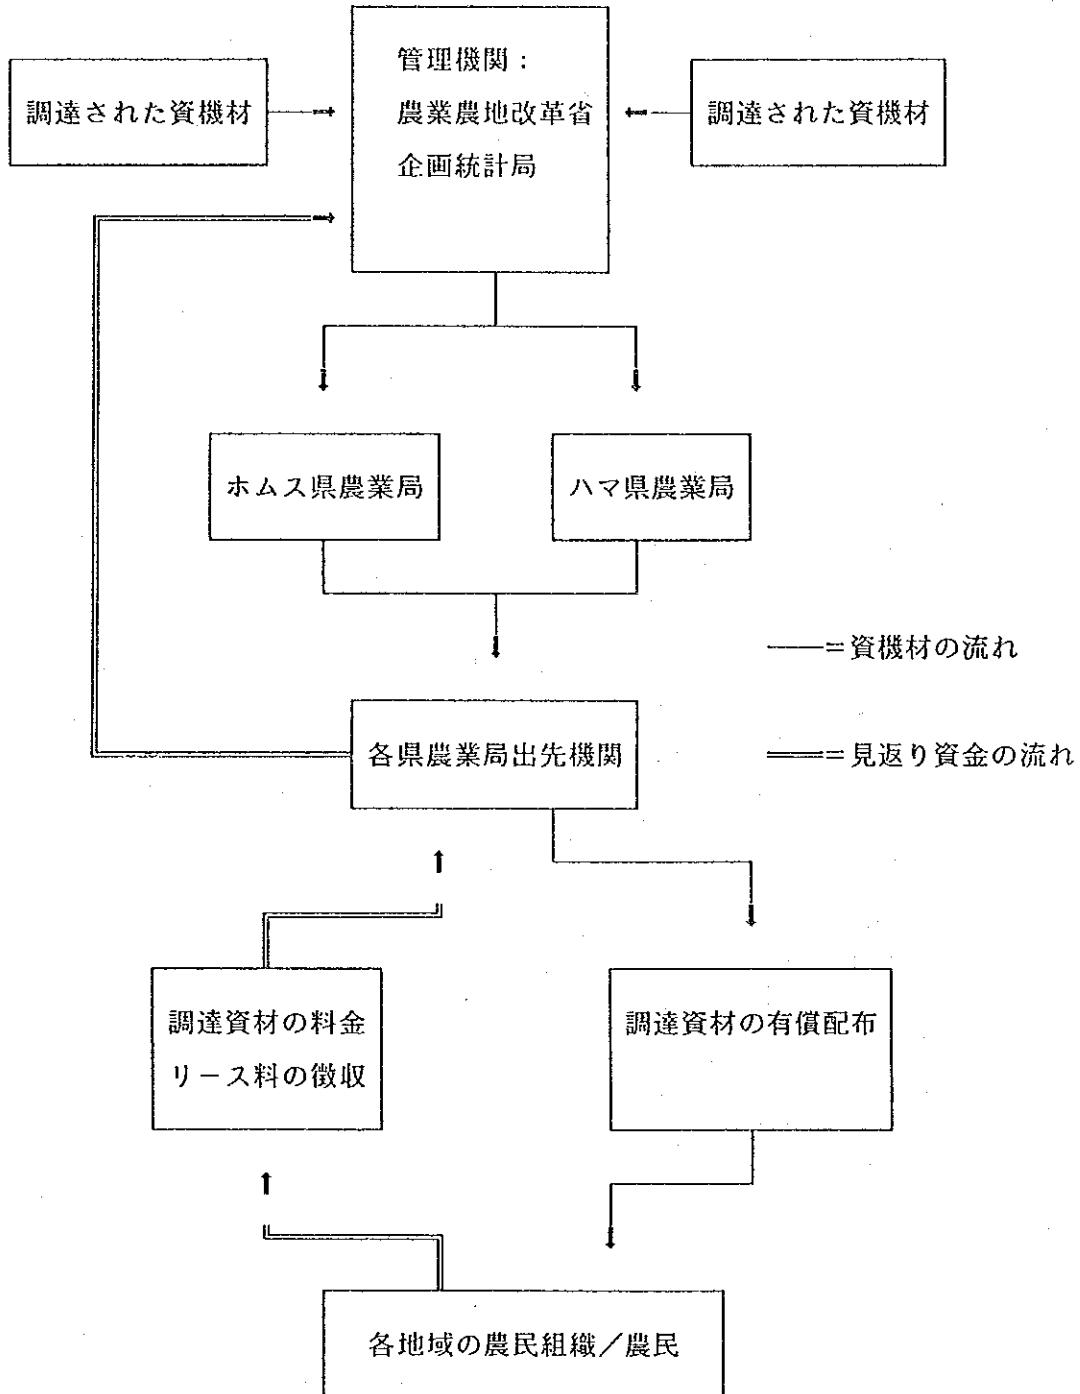 管理機関：
農業農地改革省
企画統計局
調達された資機材
調達された資機材
ホムス県農業局
ハマ県農業局
＝資機材の流れ
各県農業局出先機関
＝見返り資金の流れ
調達資材の料金
リース料の徴収
調達資材の有償配布
各地域の農民組織／農民